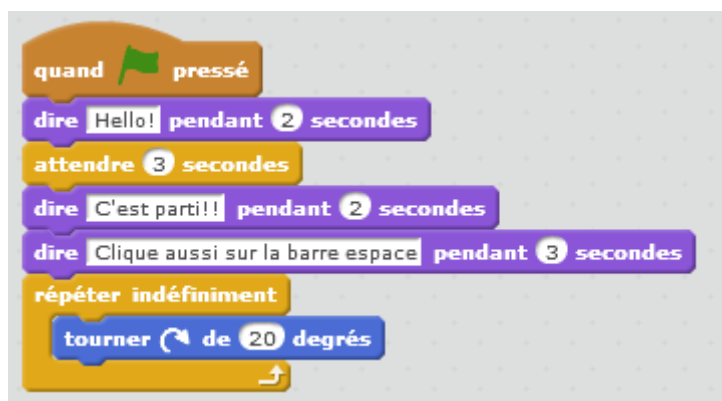 quand pressé
dire Hello! pendant 2 secondes
attendre 3 secondes
dire C'est parti!! pendant 2 secondes
dire Clique aussi sur la barre espace pendant 3 secondes
répéter indéfiniment
tourner de 20 degrés